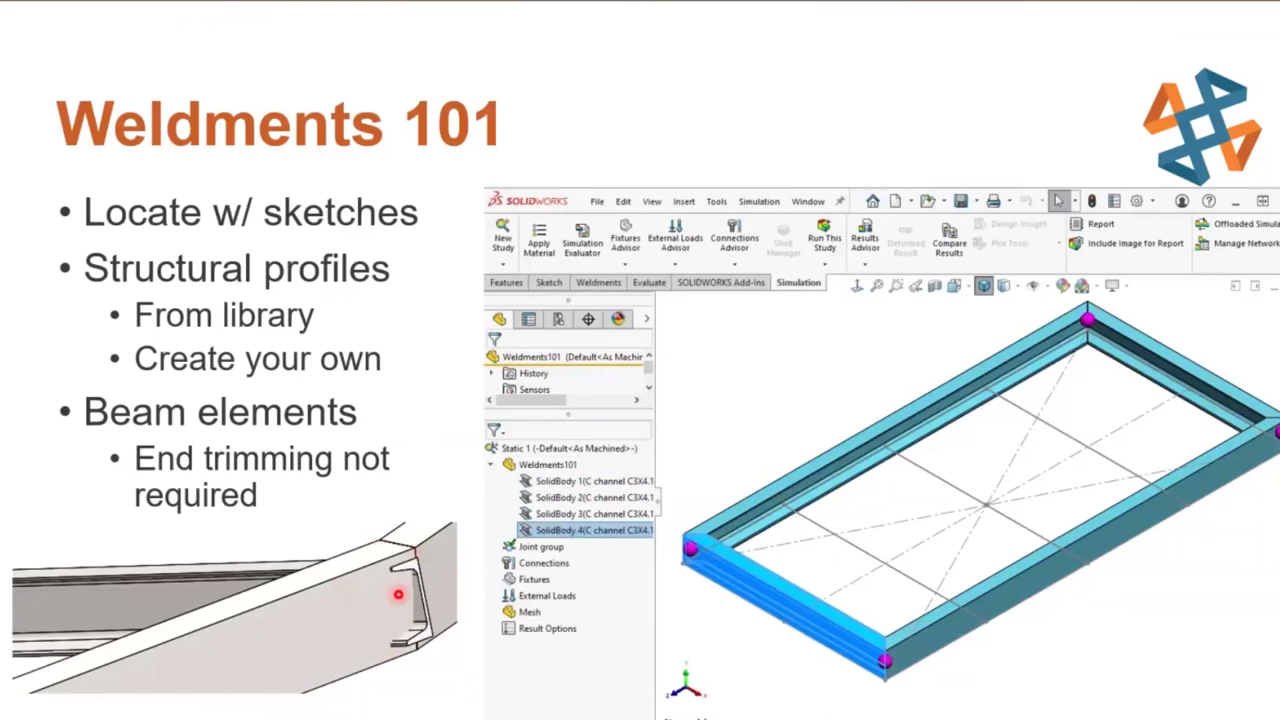 Weldments 101
• Locate w/ sketches
• Structural profiles
• From library
• Create your own
• Beam elements
• End trimming not
required
SOLIDWORKS File Edit View Insert Tools Simulation Window
New Study
Apply Material
Simulation Evaluator
Fixtures Advisor
External Loads Advisor
Connections Advisor
Shell Manager
Run This Study
Results Advisor
Deformed Result
Compare Results
Design Insight
Plot Tools
Report
Include Image for Report
Offloaded Simula
Manage Network
Features Sketch Weldments Evaluate SOLIDWORKS Add-Ins Simulation
Weldments101 (Default<As Machin
History
Sensors
Static 1 (-Default<As Machined>-)
Weldments101
SolidBody 1(C channel C3X4.1
SolidBody 2(C channel C3X4.1
SolidBody 3(C channel C3X4.1
SolidBody 4(C channel C3X4.1
Joint group
Connections
Fixtures
External Loads
Mesh
Result Options